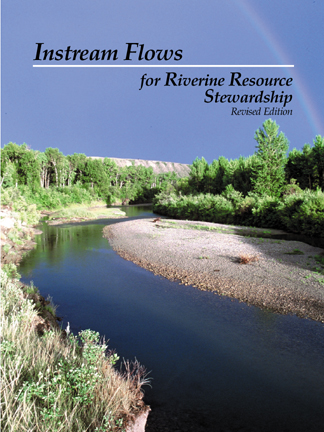 Instream Flows
for Riverine Resource
Stewardship
Revised Edition